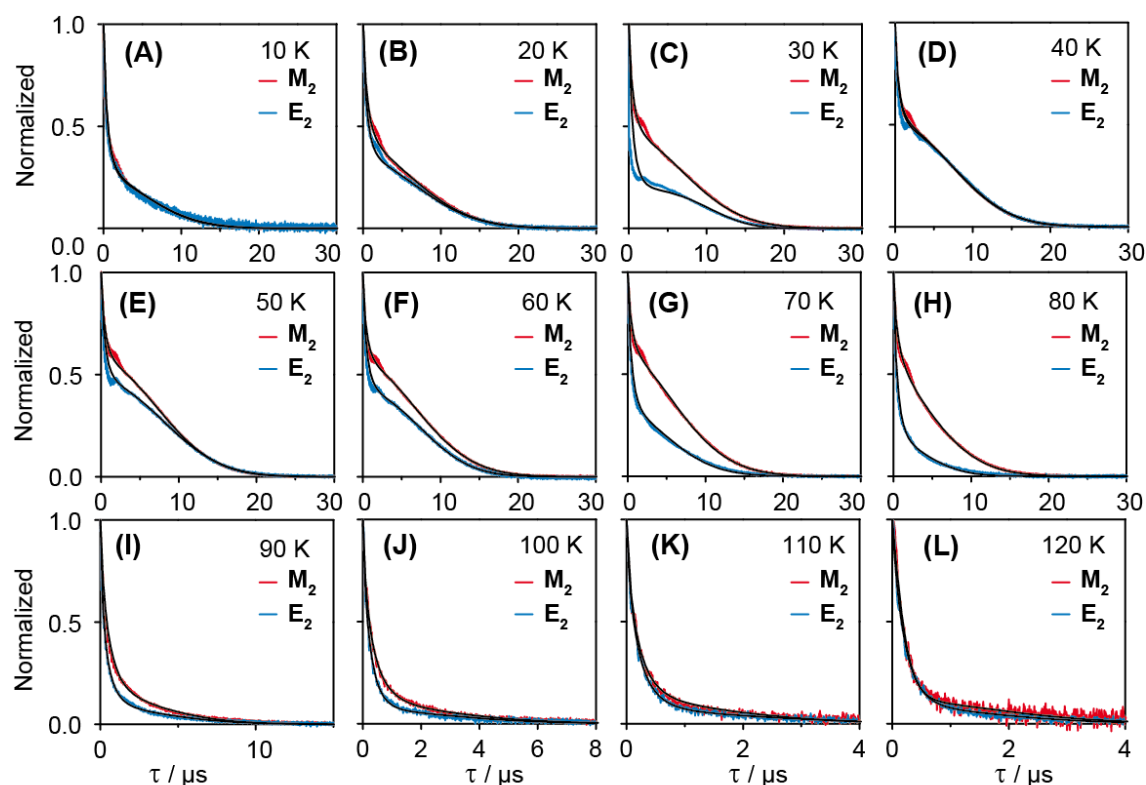 1.0
(A) 10 K
M2
E2
(B) 20 K
M2
E2
(C) 30 K
M2
E2
(D) 40 K
M2
E2
Normalized
0.5
0.0
0 10 20 30
0 10 20 30
0 10 20 30
0 10 20 30
1.0
(E) 50 K
M2
E2
(F) 60 K
M2
E2
(G) 70 K
M2
E2
(H) 80 K
M2
E2
Normalized
0.5
0.0
0 10 20 30
0 10 20 30
0 10 20 30
0 10 20 30
1.0
(I) 90 K
M2
E2
(J) 100 K
M2
E2
(K) 110 K
M2
E2
(L) 120 K
M2
E2
Normalized
0.5
0.0
0 10
0 2 4 6 8
0 2 4
0 2 4
τ / μs
τ / μs
τ / μs
τ / μs